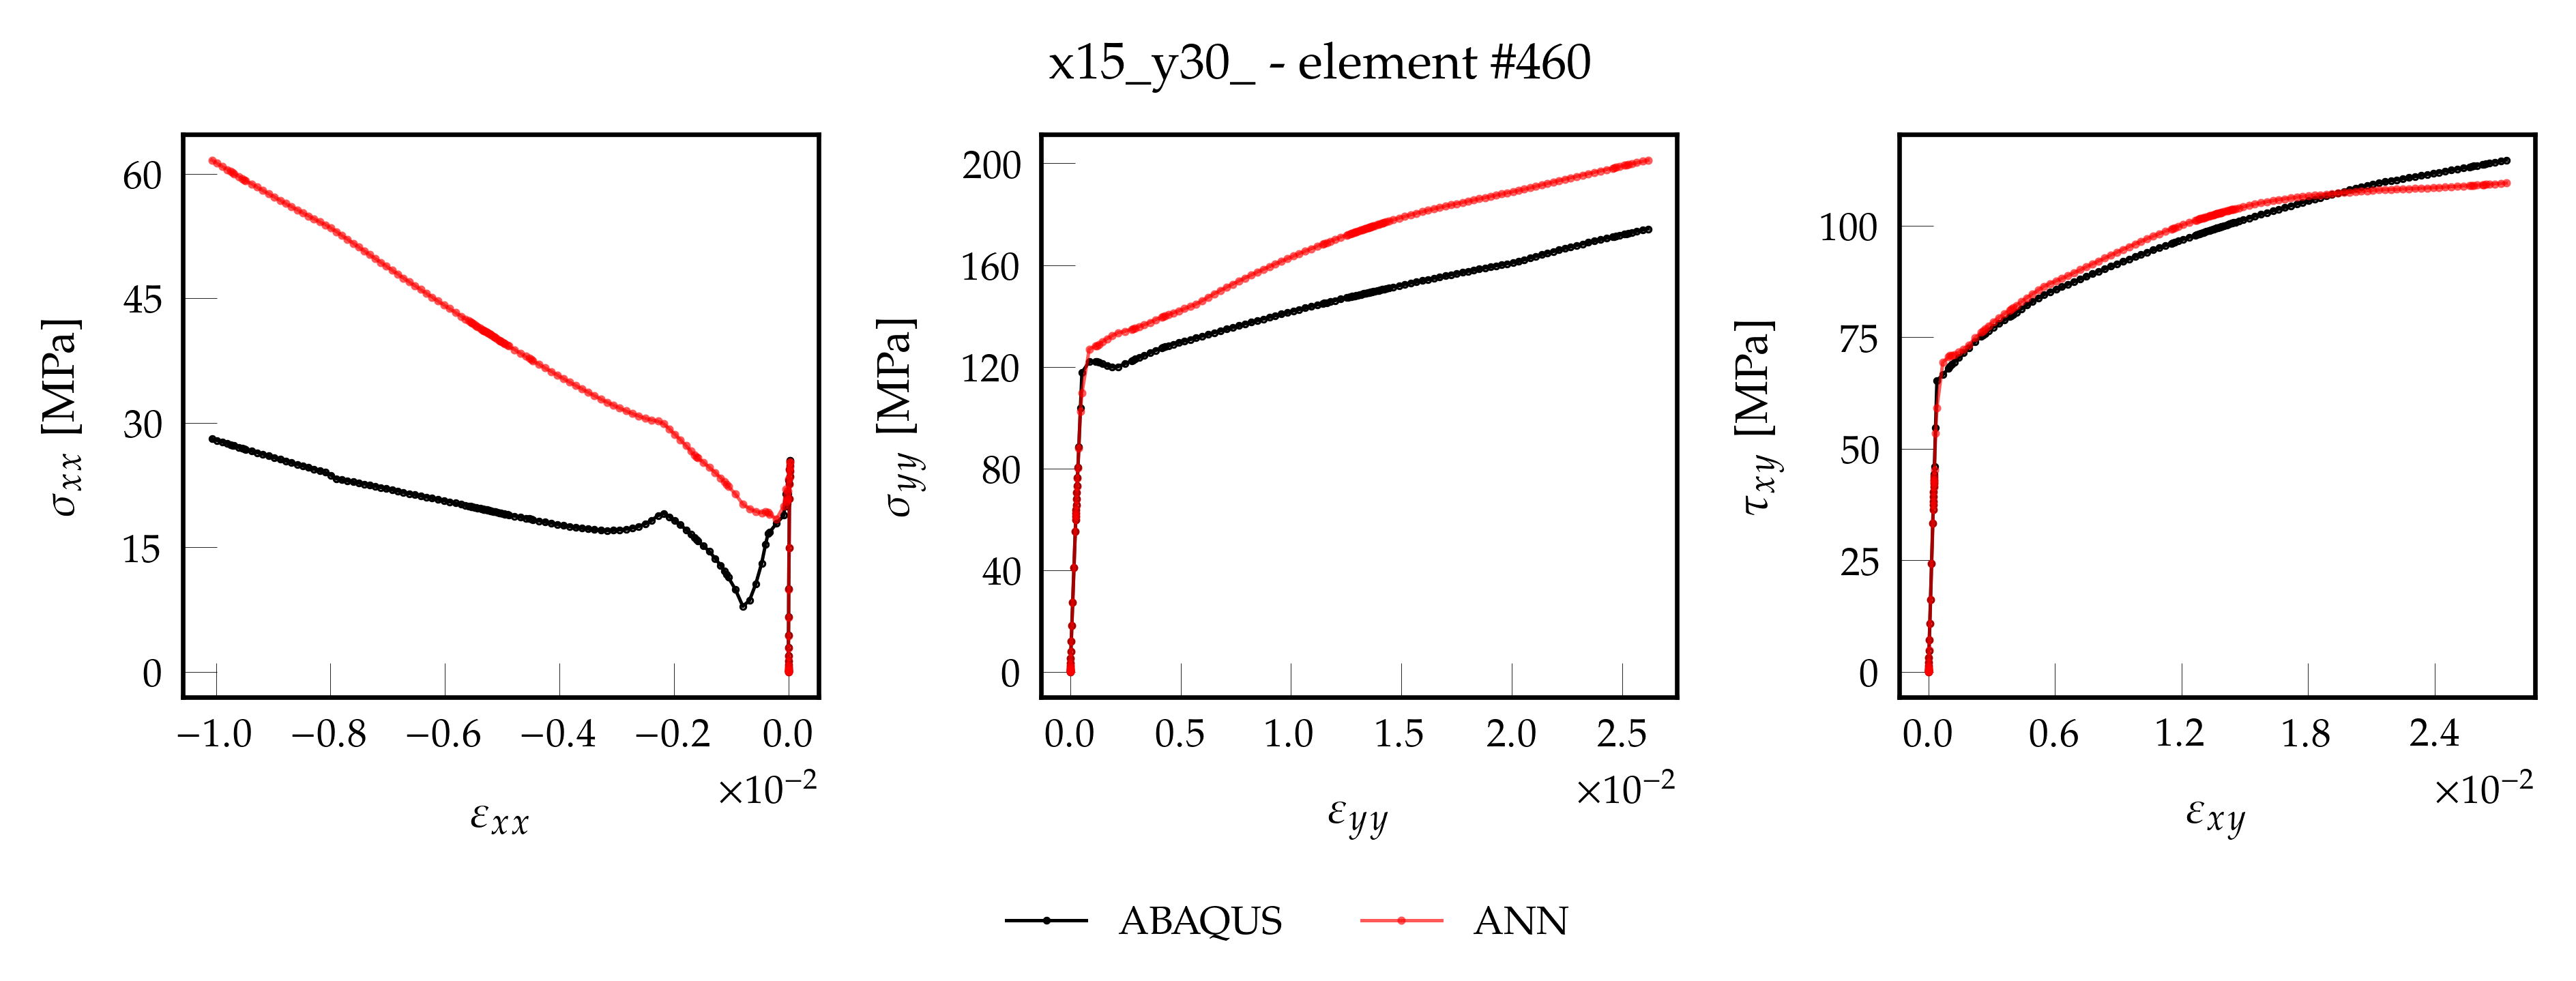 x15_y30_ - element #460
σxx [MPa]
60
45
30
15
0
−1.0 −0.8 −0.6 −0.4 −0.2 0.0
×10⁻²
εxx
σyy [MPa]
200
160
120
80
40
0
0.0 0.5 1.0 1.5 2.0 2.5
×10⁻²
εyy
τxy [MPa]
100
75
50
25
0
0.0 0.6 1.2 1.8 2.4
×10⁻²
εxy
ABAQUS ANN